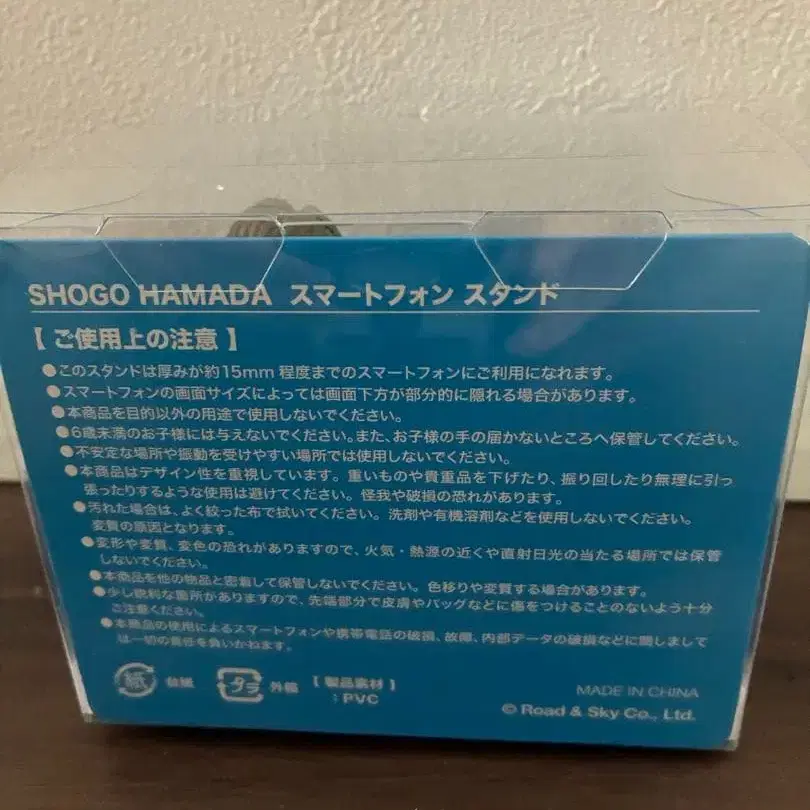 SHOGO HAMADA スマートフォン スタンド
【 ご使用上の注意 】
●このスタンドは厚みが約15mm 程度までのスマートフォンにご利用になれます。
●スマートフォンの画面サイズによっては画面下方が部分的に隠れる場合があります。
●本商品を目的以外の用途で使用しないでください。
●6歳未満のお子様には与えないでください。また、お子様の手の届かないところへ保管してください。
●不安定な場所や振動を受けやすい場所では使用しないでください。
●本商品はデザイン性を重視しています。重いものや貴重品を下げたり、振り回したり無理に引っ
張ったりするような使用は避けてください。怪我や破損の恐れがあります。
●汚れた場合は、よく絞った布で拭いてください。洗剤や有機溶剤などを使用しないでください。
変質の原因となります。
●変形や変質、変色の恐れがありますので、火気・熱源の近くや直射日光の当たる場所では保管
しないでください。
●本商品を他の物品と密着して保管しないでください。色移りや変質する場合があります。
●少し鋭利な箇所がありますので、先端部分で皮膚やバッグなどに傷をつけることのないよう十分
ご注意ください。
●本商品の使用によるスマートフォンや携帯電話の破損、故障、内部データの破損などに関しまして
は一切の責任を負いかねます。
紙 台紙 プラ 外箱 【 製品素材 】
：PVC
MADE IN CHINA
© Road & Sky Co., Ltd.